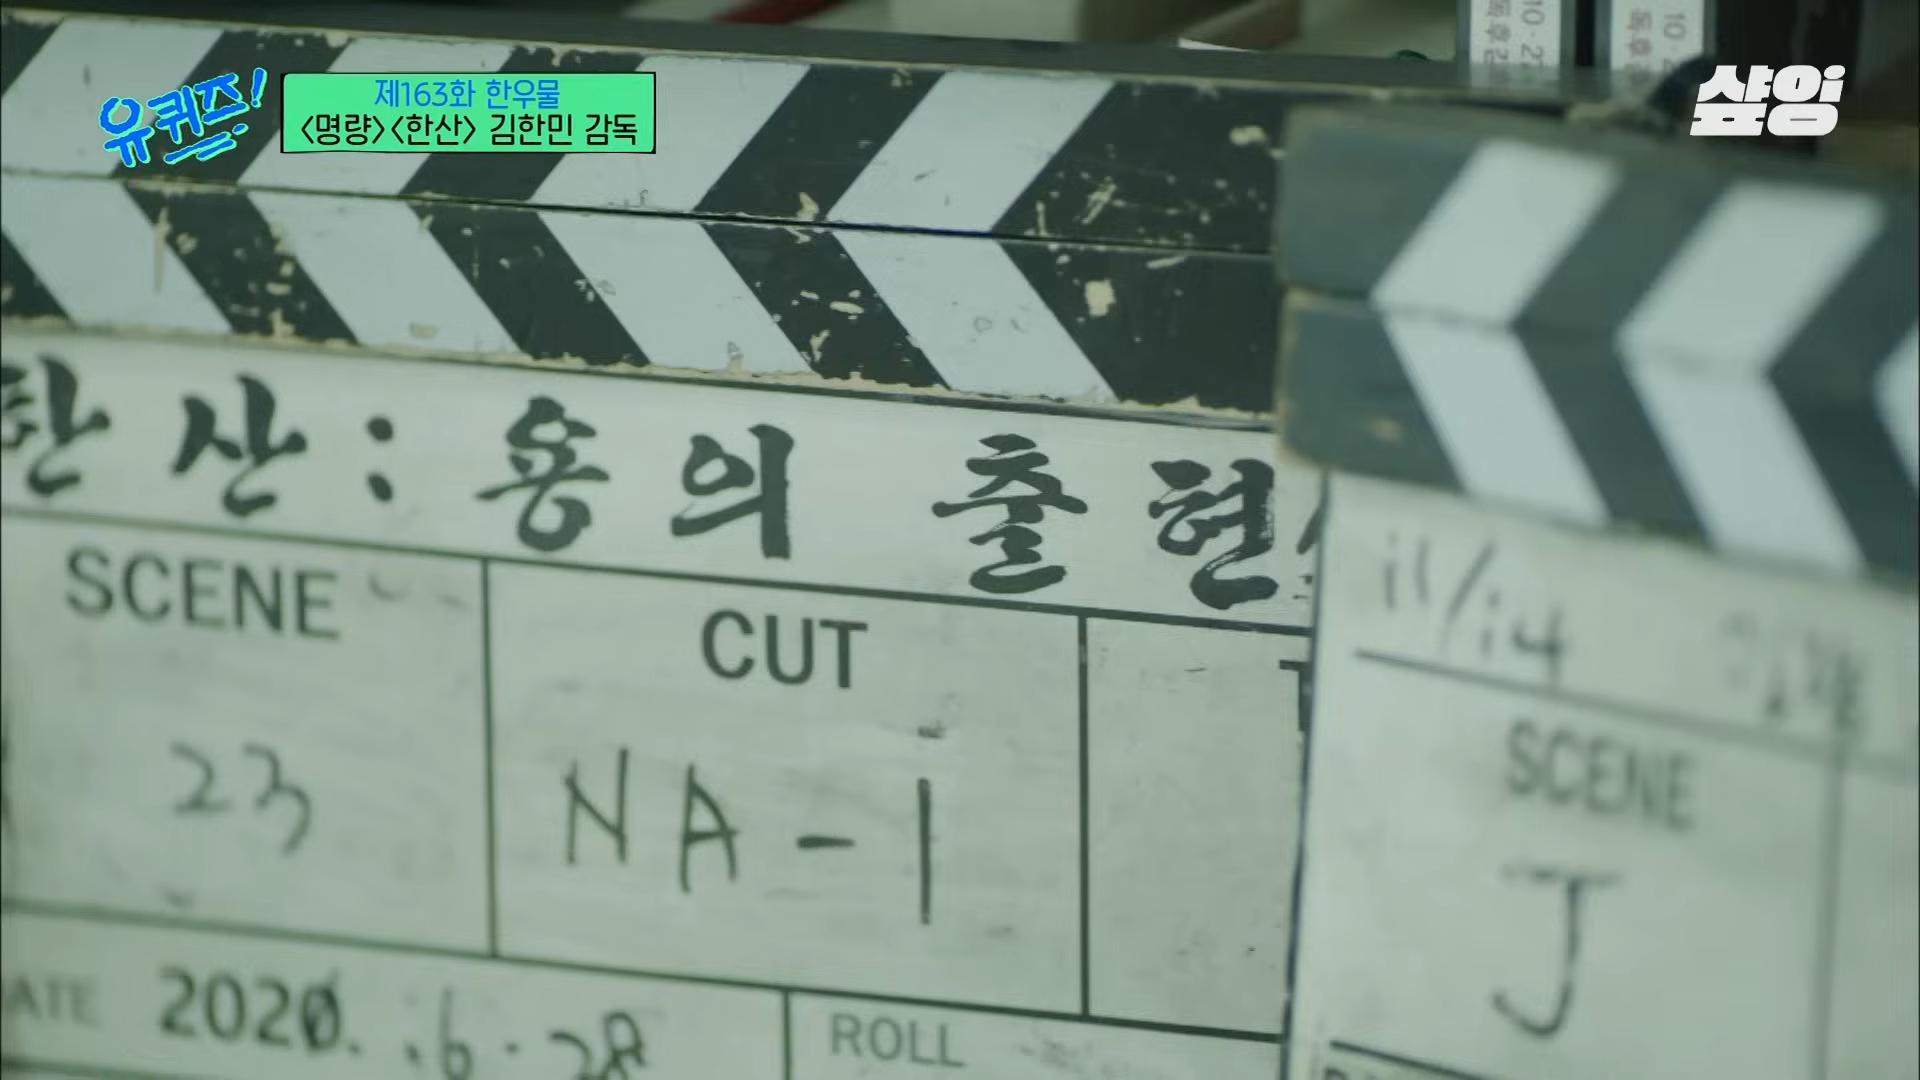 유퀴즈!
제163화 한우물
<명량><한산> 김한민 감독
샾잉
한산: 용의 출현
SCENE
CUT
23
NA-1
2020. 6. 28
ROLL
11/14
SCENE
J